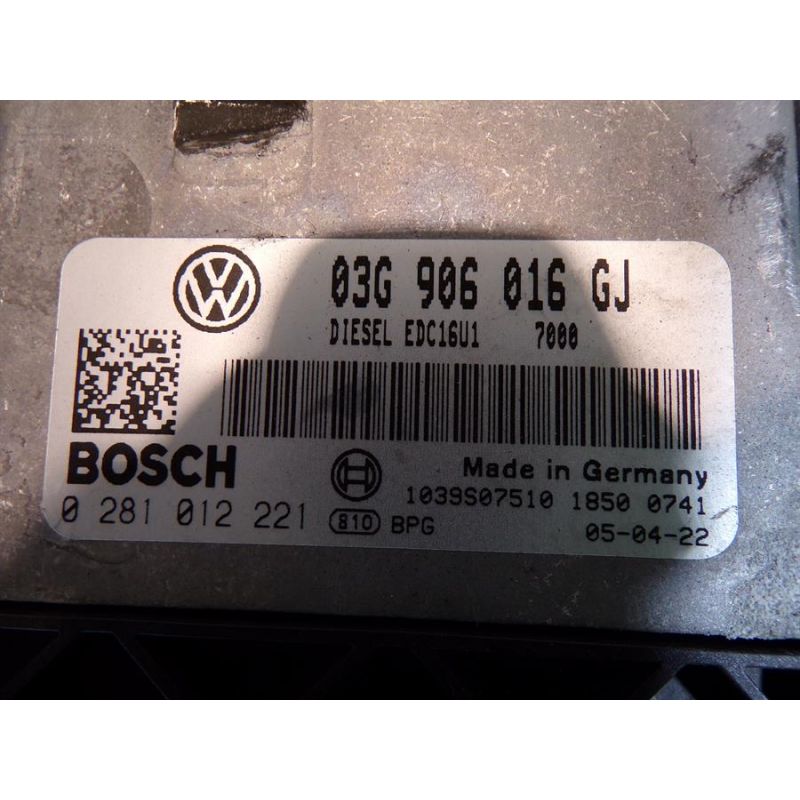 03G 906 016 GJ
DIESEL EDC16U1 7000
BOSCH
Made in Germany
0 281 012 221
1039S07510 1850 0741
810 BPG
05-04-22